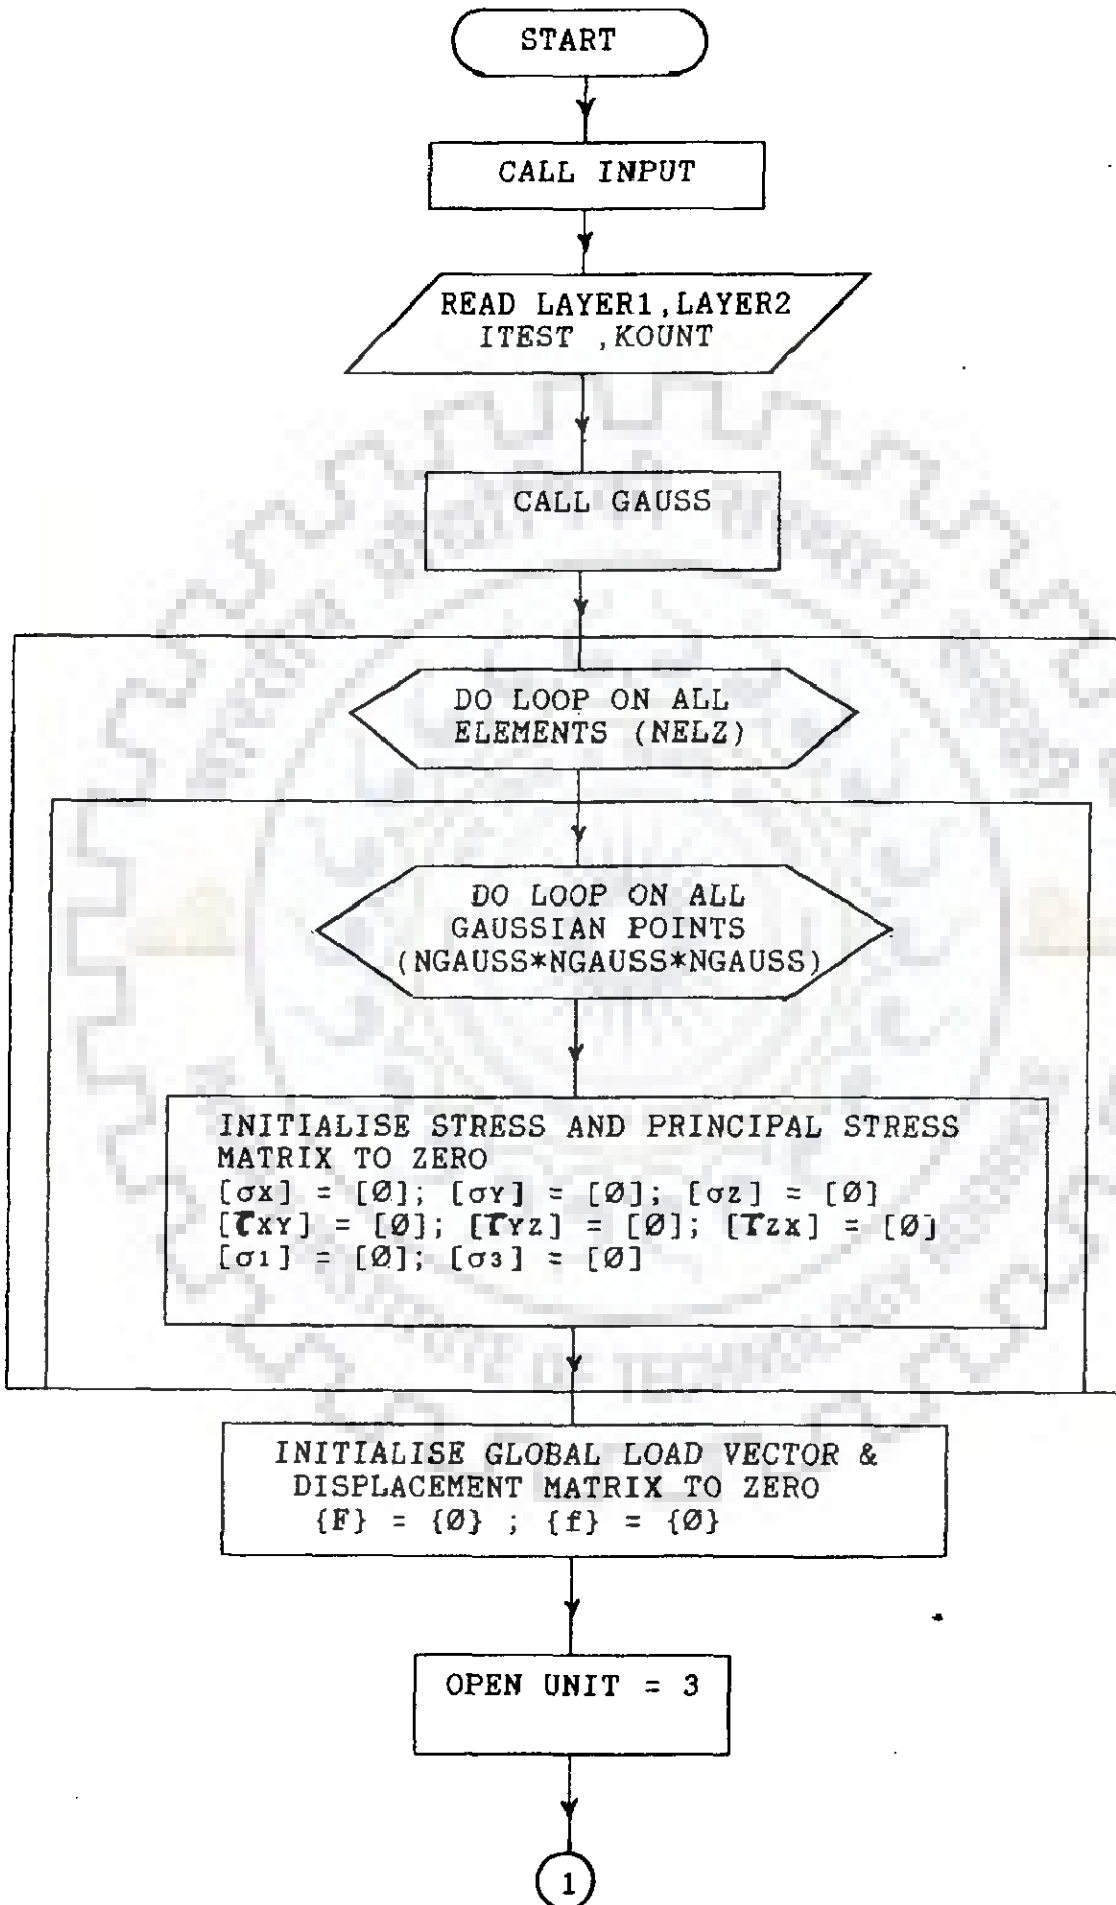 START
CALL INPUT
READ LAYER1,LAYER2
ITEST ,KOUNT
CALL GAUSS
DO LOOP ON ALL
ELEMENTS (NELZ)
DO LOOP ON ALL
GAUSSIAN POINTS
(NGAUSS*NGAUSS*NGAUSS)
INITIALISE STRESS AND PRINCIPAL STRESS
MATRIX TO ZERO
[σX] = [Ø]; [σY] = [Ø]; [σZ] = [Ø]
[τXY] = [Ø]; [τYZ] = [Ø]; [τZX] = [Ø]
[σ1] = [Ø]; [σ3] = [Ø]
INITIALISE GLOBAL LOAD VECTOR &
DISPLACEMENT MATRIX TO ZERO
{F} = {Ø} ; {f} = {Ø}
OPEN UNIT = 3
1
OF TECHNOLOGY